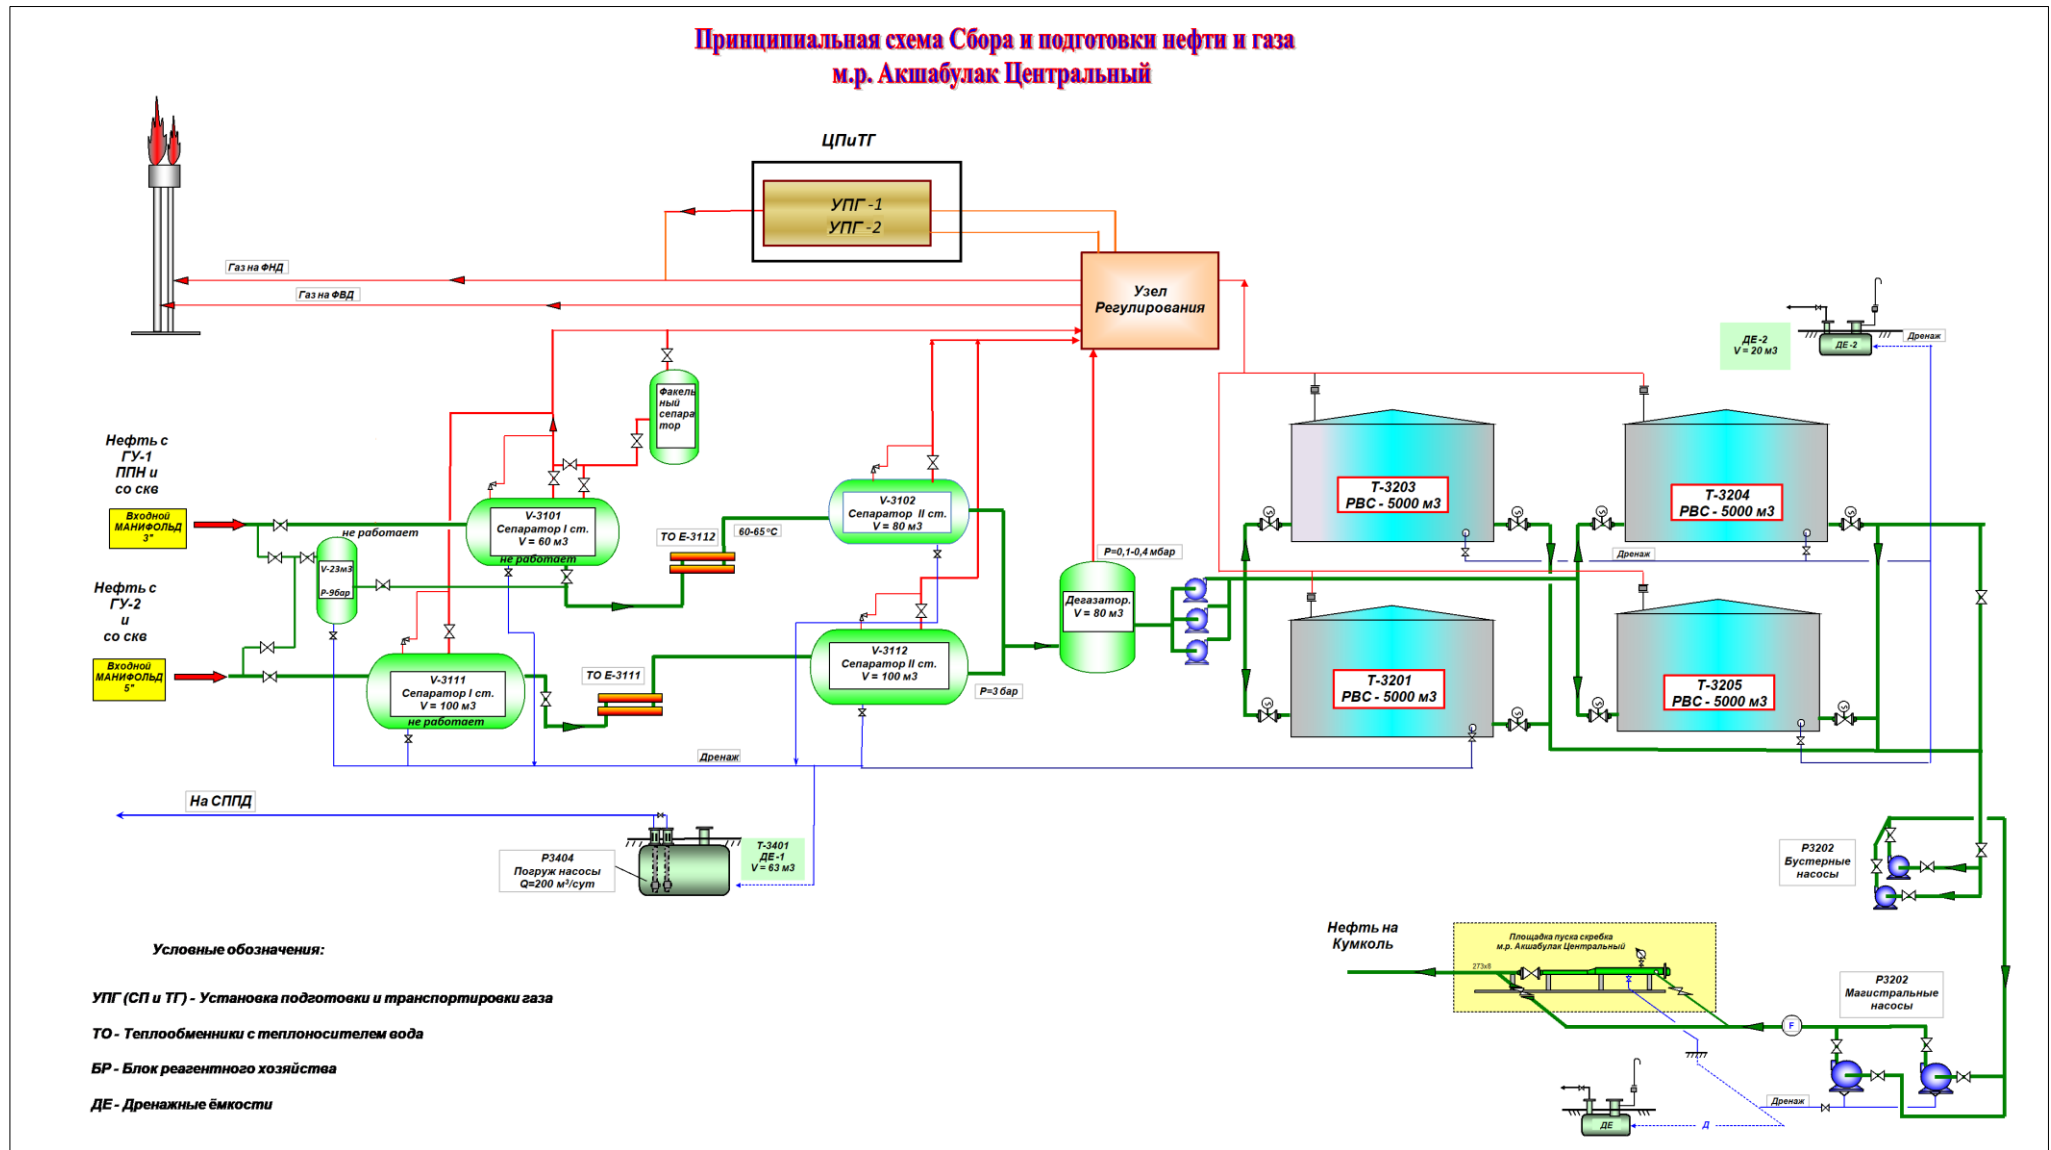 Принципиальная схема Сбора и подготовки нефти и газа
м.р. Акшабулак Центральный
ЦПиТГ
УПГ -1
УПГ -2
Газ на ФНД
Газ на ФВД
Узел
Регулирования
ДЕ-2
V = 20 м3
ДЕ-2
Дренаж
Нефть с
ГУ-1
ППН и
со скв
Входной
МАНИФОЛЬД
3"
не работает
V-23м3
Р-9бар
V-3101
Сепаратор I ст.
V = 60 м3
не работает
Факель
ный
сепара
тор
ТО Е-3112
60-65°С
V-3102
Сепаратор II ст.
V = 80 м3
Р=0,1-0,4 мбар
Дегазатор.
V = 80 м3
Т-3203
РВС - 5000 м3
Т-3204
РВС - 5000 м3
Дренаж
Нефть с
ГУ-2
и
со скв
Входной
МАНИФОЛЬД
5"
V-3111
Сепаратор I ст.
V = 100 м3
не работает
ТО Е-3111
V-3112
Сепаратор II ст.
V = 100 м3
Р=3 бар
Т-3201
РВС - 5000 м3
Т-3205
РВС - 5000 м3
Дренаж
На СППД
Р3404
Погруж насосы
Q=200 м³/сут
Т-3401
ДЕ-1
V = 63 м3
Р3202
Бустерные
насосы
Нефть на
Кумколь
Площадка пуска скребка
м.р. Акшабулак Центральный
273х8
Р3202
Магистральные
насосы
F
Дренаж
ДЕ
Д
Условные обозначения:
УПГ (СП и ТГ) - Установка подготовки и транспортировки газа
ТО - Теплообменники с теплоносителем вода
БР - Блок реагентного хозяйства
ДЕ - Дренажные ёмкости